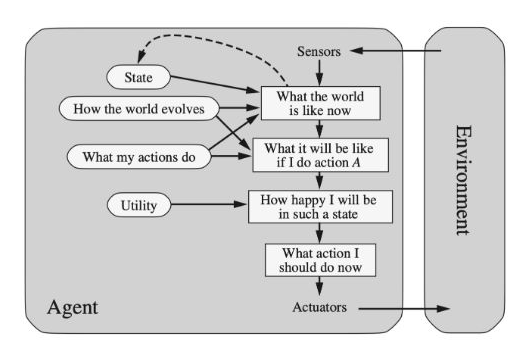 Sensors
State
What the world
is like now
How the world evolves
What my actions do
What it will be like
if I do action A
Utility
How happy I will be
in such a state
What action I
should do now
Agent
Actuators
Environment